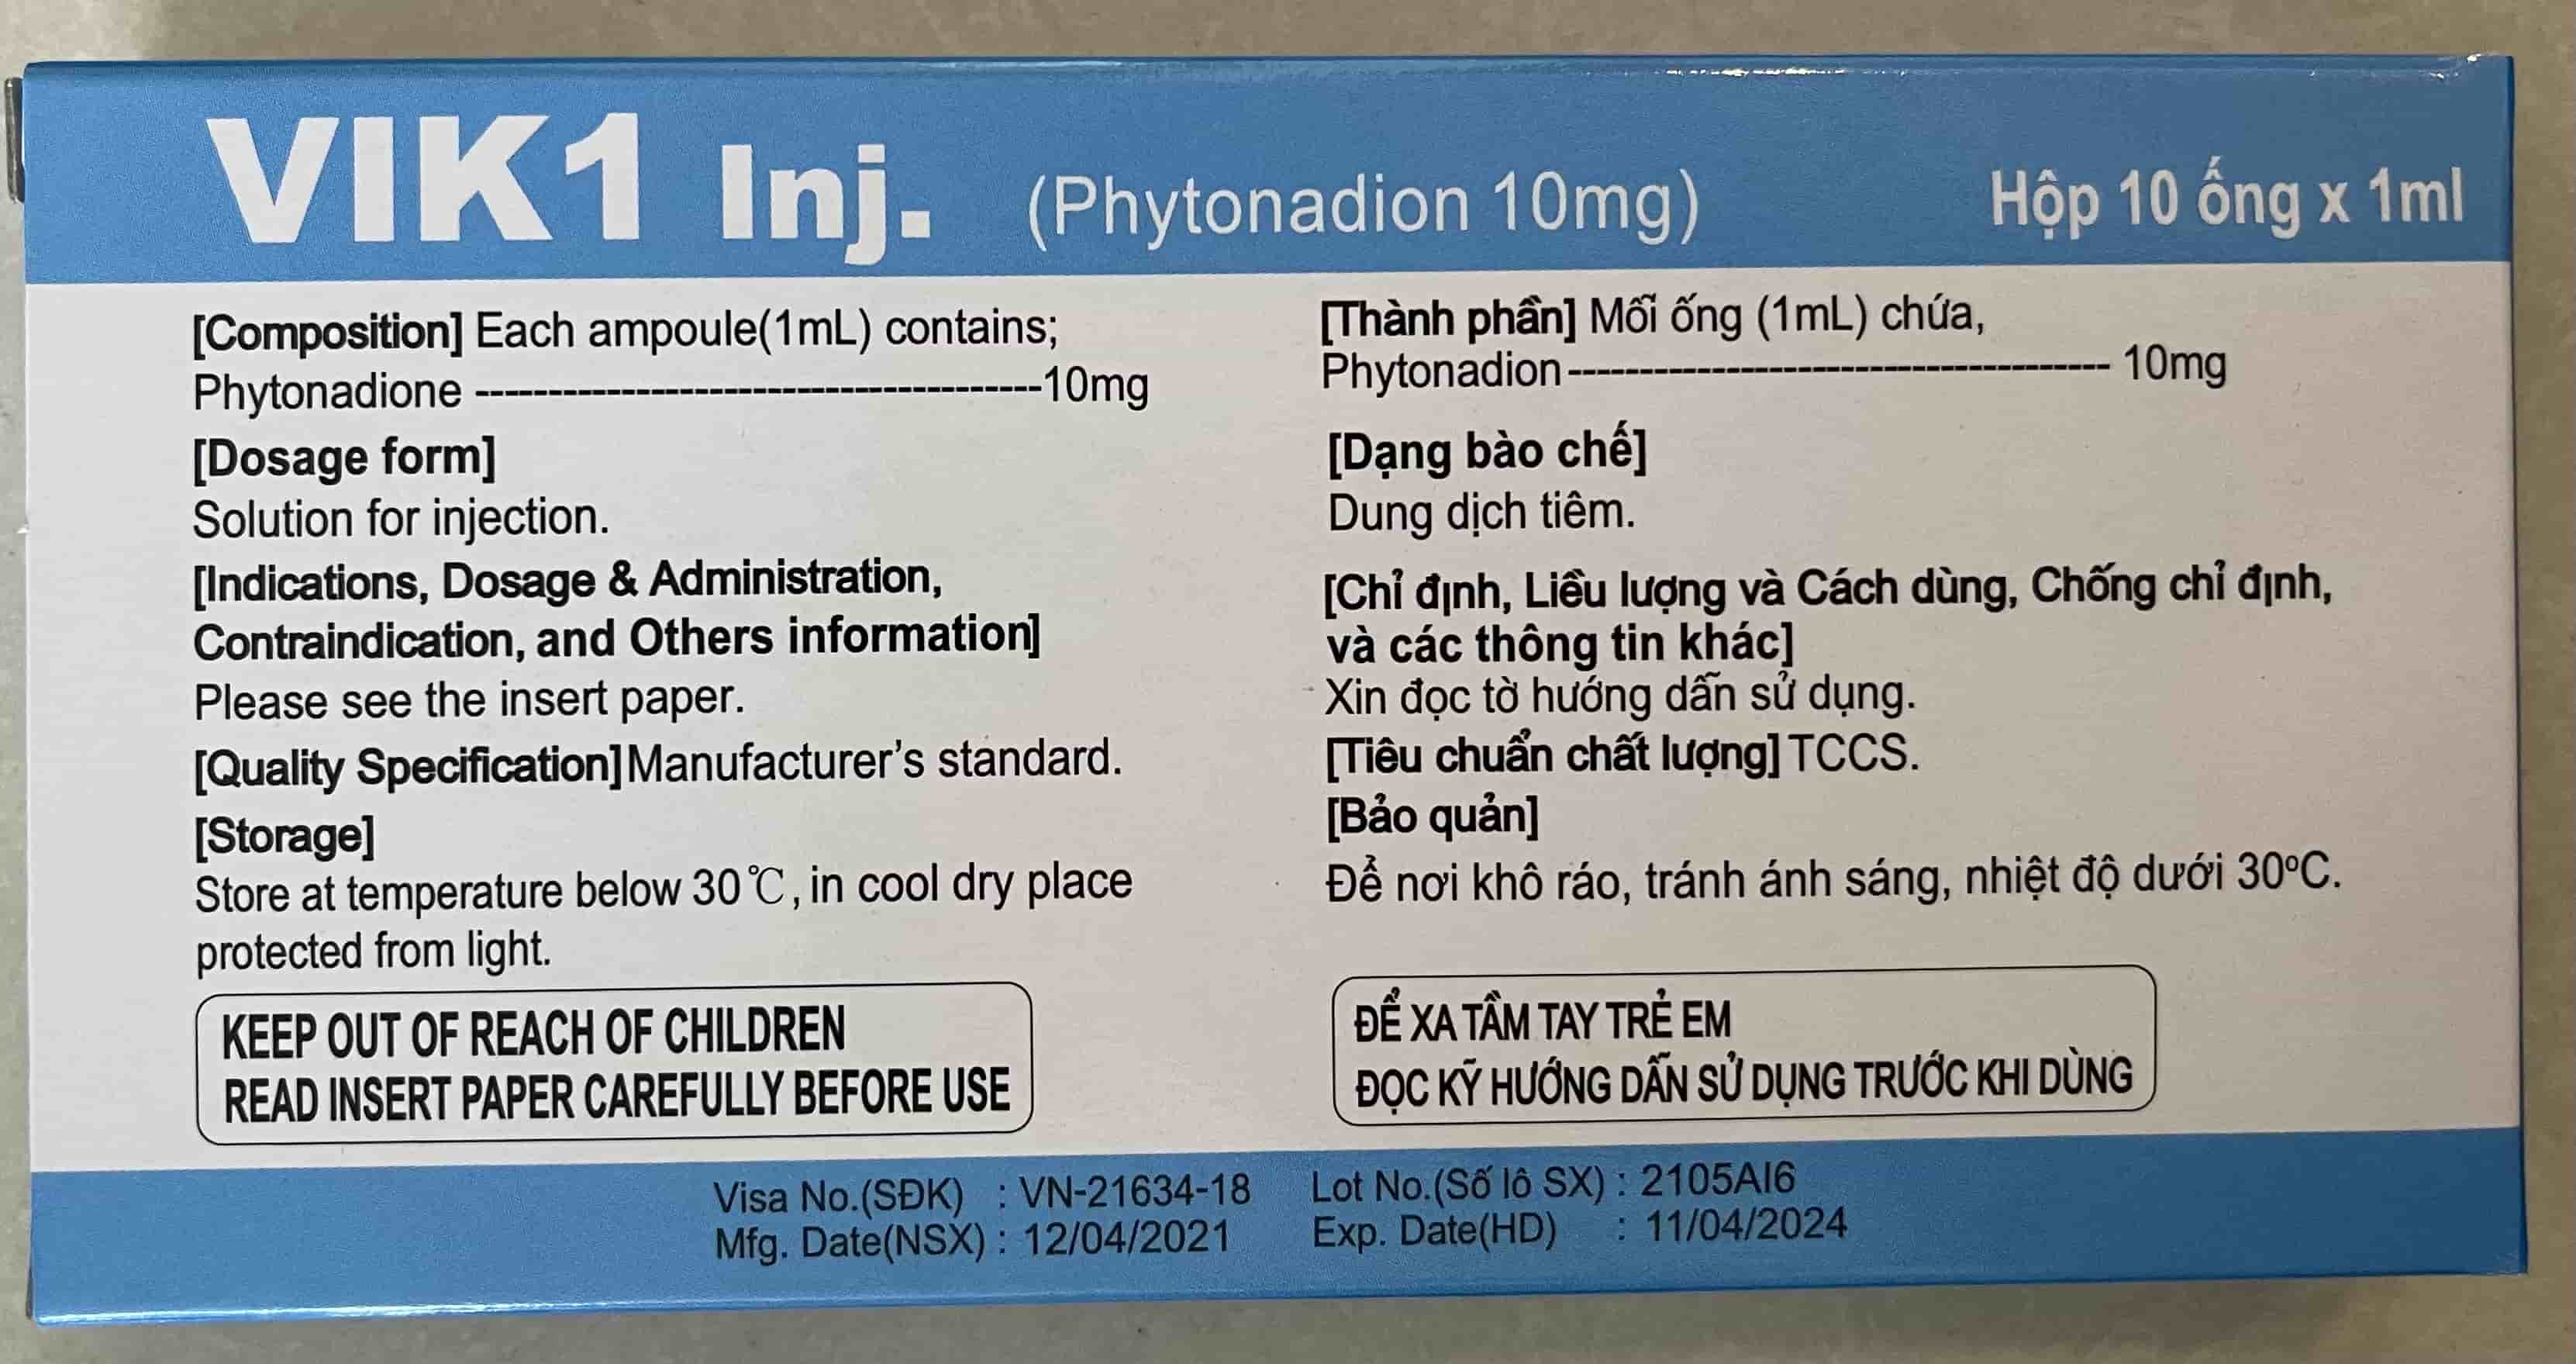 VIK1 Inj. (Phytonadion 10mg) Hộp 10 ống x 1ml
[Composition] Each ampoule(1mL) contains;
Phytonadione ---------------------------------------10mg
[Dosage form]
Solution for injection.
[Indications, Dosage & Administration,
Contraindication, and Others information]
Please see the insert paper.
[Quality Specification]Manufacturer's standard.
[Storage]
Store at temperature below 30℃, in cool dry place
protected from light.
KEEP OUT OF REACH OF CHILDREN
READ INSERT PAPER CAREFULLY BEFORE USE
[Thành phần] Mỗi ống (1mL) chứa,
Phytonadion-------------------------------------- 10mg
[Dạng bào chế]
Dung dịch tiêm.
[Chỉ định, Liều lượng và Cách dùng, Chống chỉ định,
và các thông tin khác]
Xin đọc tờ hướng dẫn sử dụng.
[Tiêu chuẩn chất lượng] TCCS.
[Bảo quản]
Để nơi khô ráo, tránh ánh sáng, nhiệt độ dưới 30ºC.
ĐỂ XA TẦM TAY TRẺ EM
ĐỌC KỸ HƯỚNG DẪN SỬ DỤNG TRƯỚC KHI DÙNG
Visa No.(SĐK) : VN-21634-18 Lot No.(Số lô SX) : 2105AI6
Mfg. Date(NSX) : 12/04/2021 Exp. Date(HD) : 11/04/2024